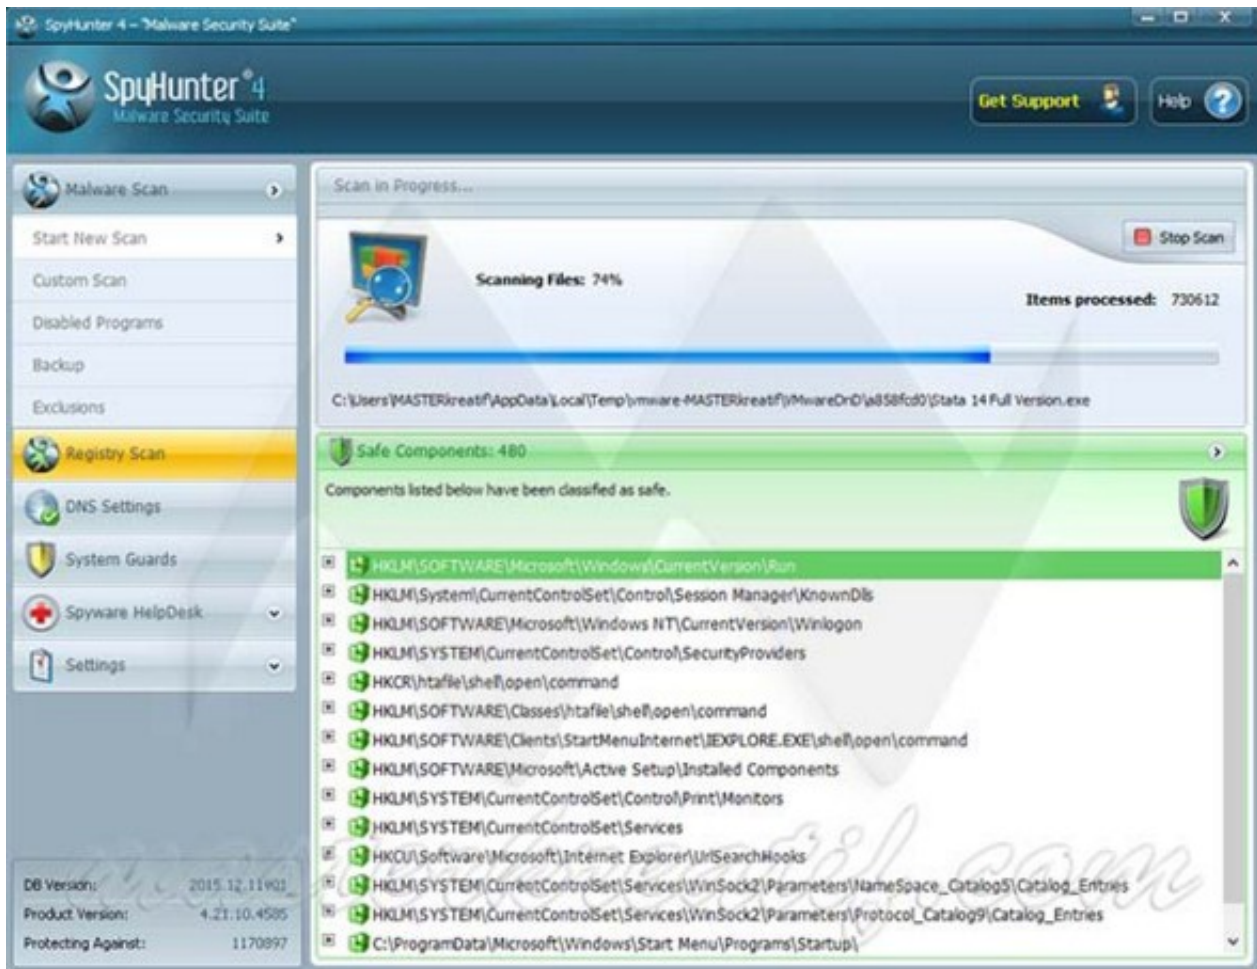 SpyHunter 4 – "Malware Security Suite"
SpyHunter®4
Malware Security Suite
Get Support
Help
Malware Scan
Start New Scan
Custom Scan
Disabled Programs
Backup
Exclusions
Registry Scan
DNS Settings
System Guards
Spyware HelpDesk
Settings
DB Version: 2015.12.11v01
Product Version: 4.21.10.4585
Protecting Against: 1170897
Scan in Progress...
Stop Scan
Scanning Files: 74%
Items processed: 730612
C:\Users\MASTERkreatif\AppData\Local\Temp\vmware-MASTERkreatif\VMwareDnD\a858fcd0\Stata 14 Full Version.exe
Safe Components: 480
Components listed below have been classified as safe.
HKLM\SOFTWARE\Microsoft\Windows\CurrentVersion\Run
HKLM\System\CurrentControlSet\Control\Session Manager\KnownDlls
HKLM\SOFTWARE\Microsoft\Windows NT\CurrentVersion\Winlogon
HKLM\SYSTEM\CurrentControlSet\Control\SecurityProviders
HKCR\htafile\shell\open\command
HKLM\SOFTWARE\Classes\htafile\shell\open\command
HKLM\SOFTWARE\Clients\StartMenuInternet\IEXPLORE.EXE\shell\open\command
HKLM\SOFTWARE\Microsoft\Active Setup\Installed Components
HKLM\SYSTEM\CurrentControlSet\Control\Print\Monitors
HKLM\SYSTEM\CurrentControlSet\Services
HKCU\Software\Microsoft\Internet Explorer\UrlSearchHooks
HKLM\SYSTEM\CurrentControlSet\Services\WinSock2\Parameters\NameSpace_Catalog5\Catalog_Entries
HKLM\SYSTEM\CurrentControlSet\Services\WinSock2\Parameters\Protocol_Catalog9\Catalog_Entries
C:\ProgramData\Microsoft\Windows\Start Menu\Programs\Startup\
masterkreatif.com